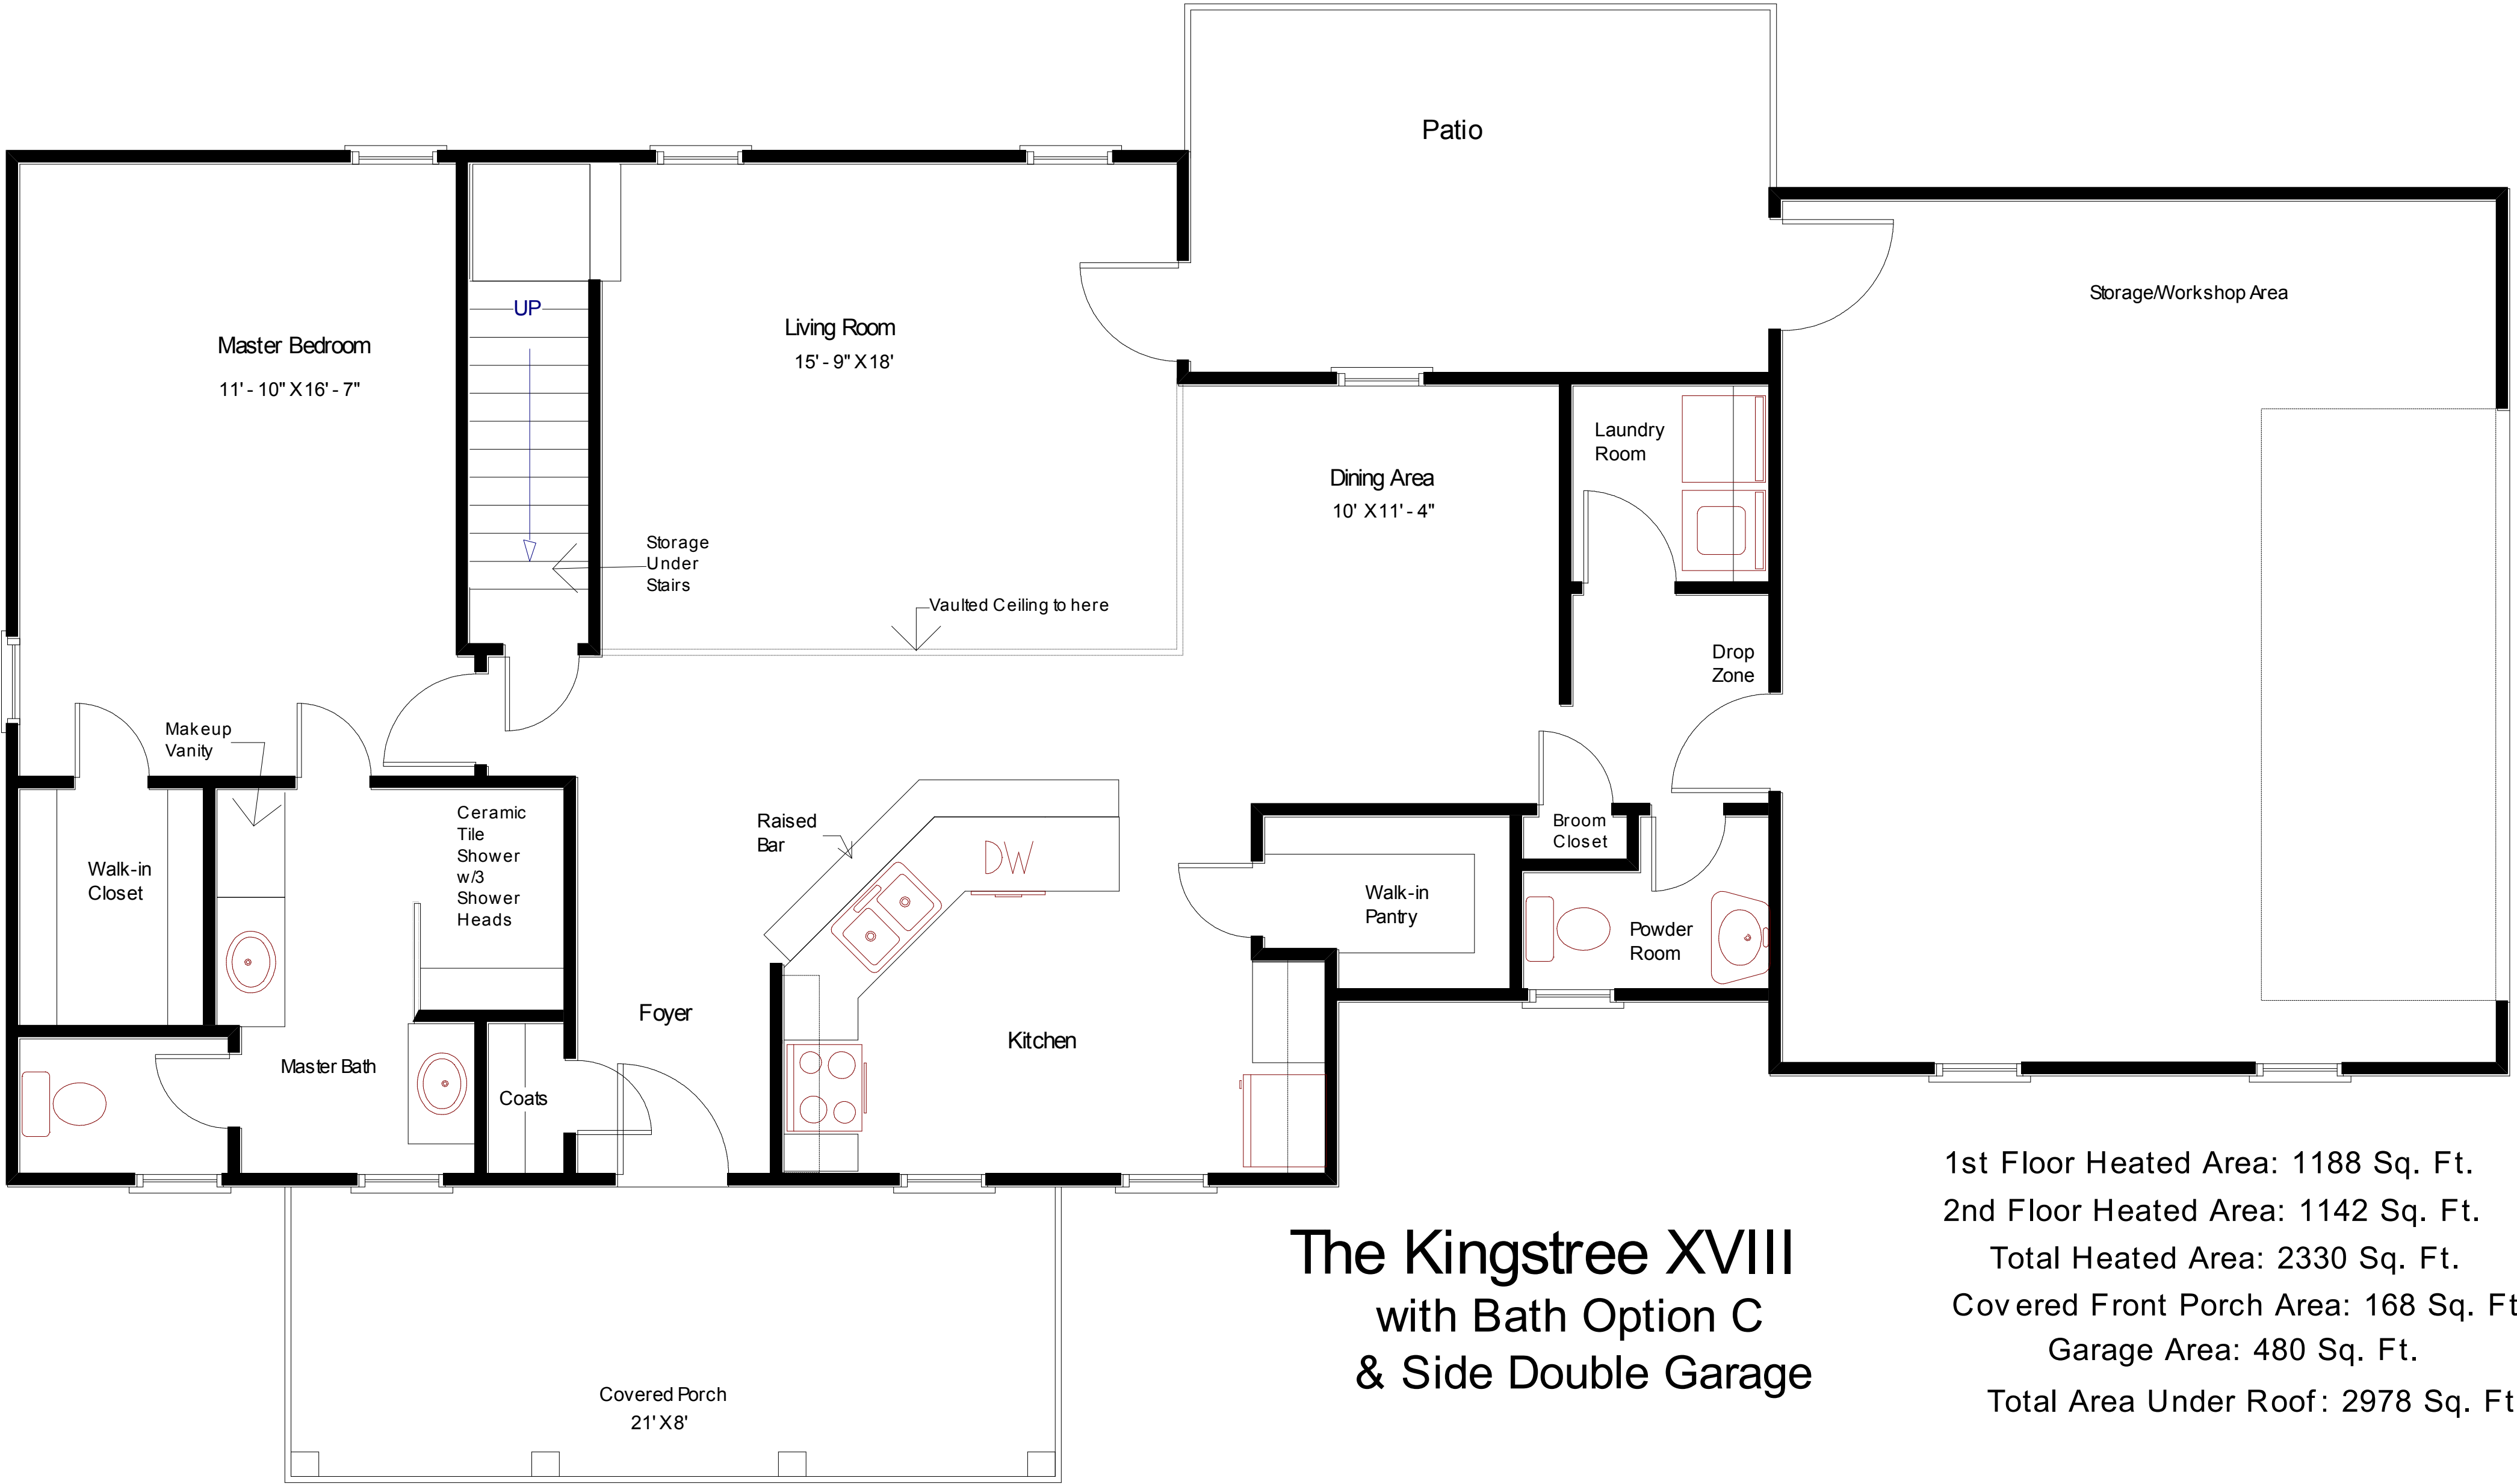 Patio
Storage/Workshop Area
UP
Living Room
15' - 9" X 18'
Master Bedroom
11' - 10" X 16' - 7"
Laundry
Room
Dining Area
10' X 11' - 4"
Storage
Under
Stairs
Vaulted Ceiling to here
Drop
Zone
Makeup
Vanity
Ceramic
Tile
Shower
w/3
Shower
Heads
Raised
Bar
DW
Broom
Closet
Walk-in
Closet
Walk-in
Pantry
Powder
Room
Foyer
Kitchen
Master Bath
Coats
1st Floor Heated Area: 1188 Sq. Ft.
2nd Floor Heated Area: 1142 Sq. Ft.
Total Heated Area: 2330 Sq. Ft.
Covered Front Porch Area: 168 Sq. Ft
Garage Area: 480 Sq. Ft.
Total Area Under Roof: 2978 Sq. Ft
The Kingstree XVIII
with Bath Option C
& Side Double Garage
Covered Porch
21' X 8'